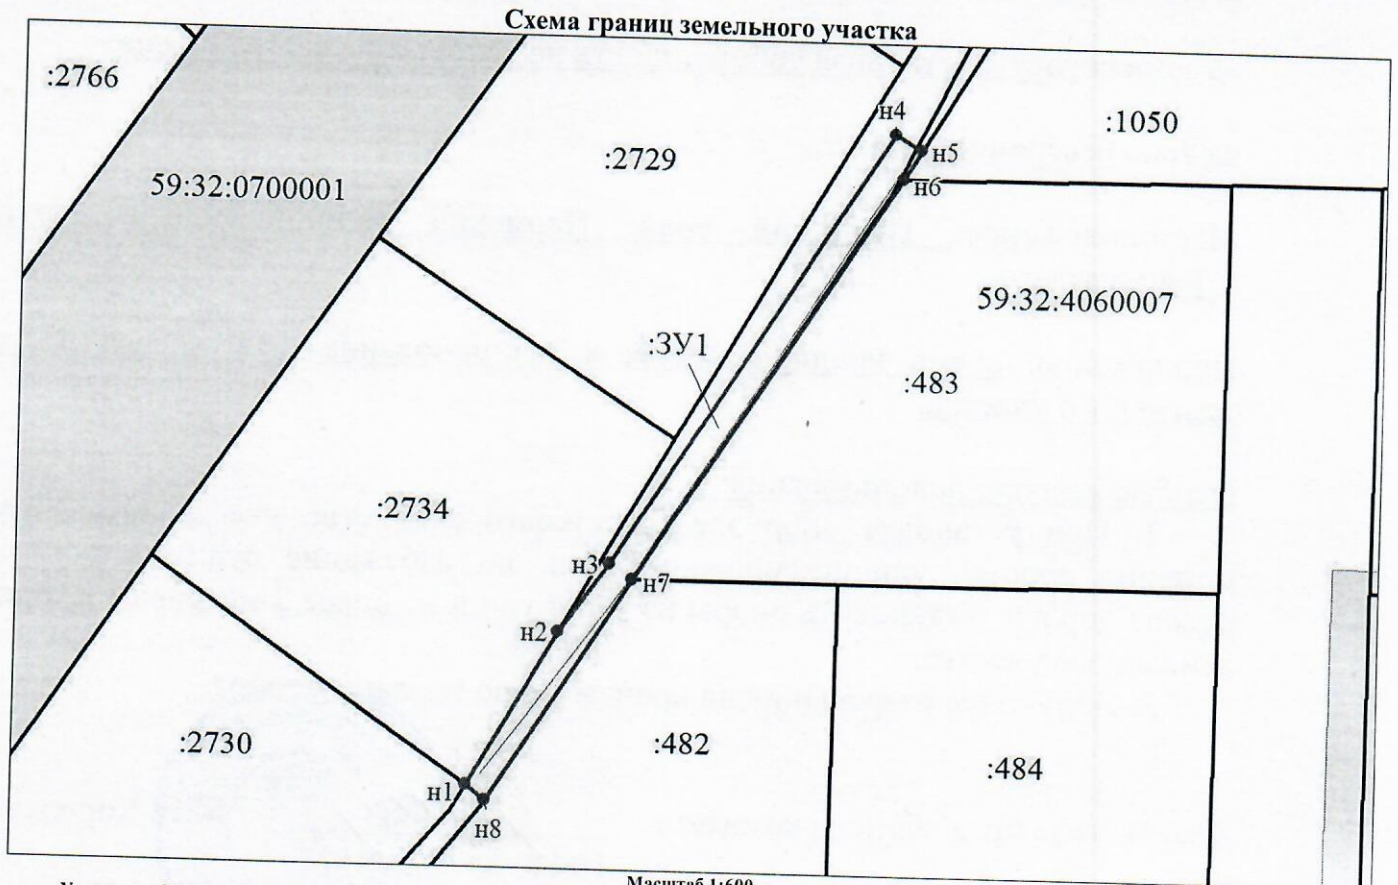 Схема границ земельного участка
:2766
н4
:1050
:2729
н5
59:32:0700001
н6
59:32:4060007
:ЗУ1
:483
:2734
н3
н7
н2
:2730
:482
:484
н1
н8
Масштаб 1:600